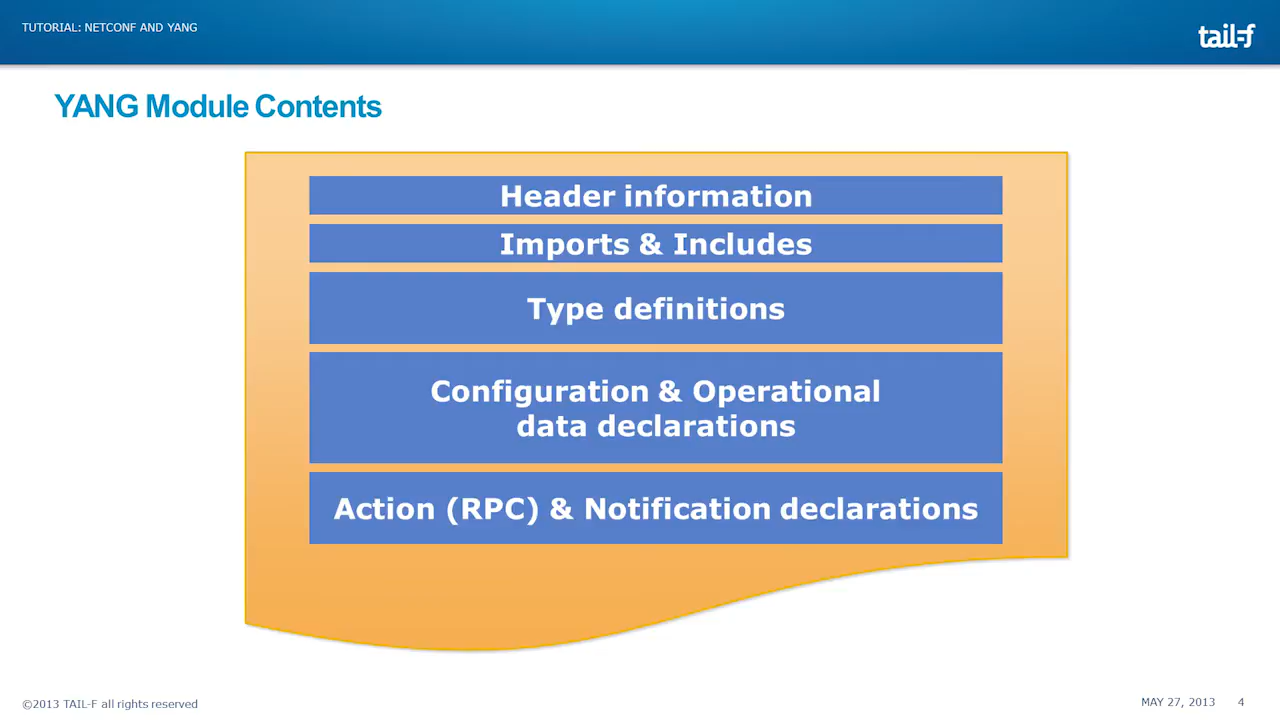 TUTORIAL: NETCONF AND YANG
tail-f
YANG Module Contents
Header information
Imports & Includes
Type definitions
Configuration & Operational
data declarations
Action (RPC) & Notification declarations
©2013 TAIL-F all rights reserved
MAY 27, 2013 4